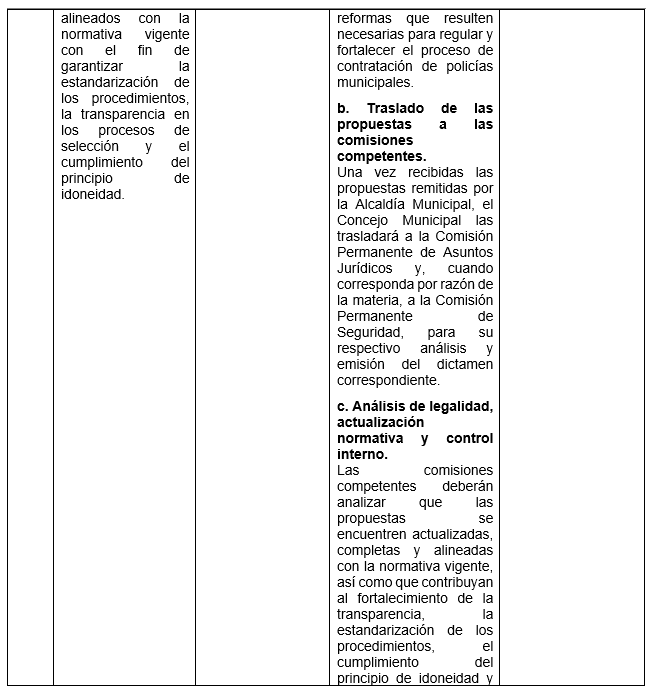 alineados con la
normativa vigente
con el fin de
garantizar la
estandarización de
los procedimientos,
la transparencia en
los procesos de
selección y el
cumplimiento del
principio de
idoneidad.
reformas que resulten
necesarias para regular y
fortalecer el proceso de
contratación de policías
municipales.
b. Traslado de las
propuestas a las
comisiones
competentes.
Una vez recibidas las
propuestas remitidas por
la Alcaldía Municipal, el
Concejo Municipal las
trasladará a la Comisión
Permanente de Asuntos
Jurídicos y, cuando
corresponda por razón de
la materia, a la Comisión
Permanente de
Seguridad, para su
respectivo análisis y
emisión del dictamen
correspondiente.
c. Análisis de legalidad,
actualización
normativa y control
interno.
Las comisiones
competentes deberán
analizar que las
propuestas se
encuentren actualizadas,
completas y alineadas
con la normativa vigente,
así como que contribuyan
al fortalecimiento de la
transparencia, la
estandarización de los
procedimientos, el
cumplimiento del
principio de idoneidad y